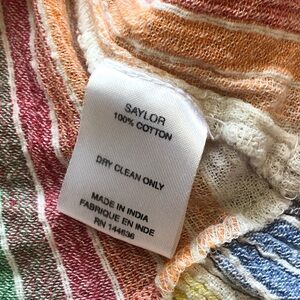 SAYLOR
100% COTTON
DRY CLEAN ONLY
MADE IN INDIA
FABRIQUE EN INDE
RN 144636